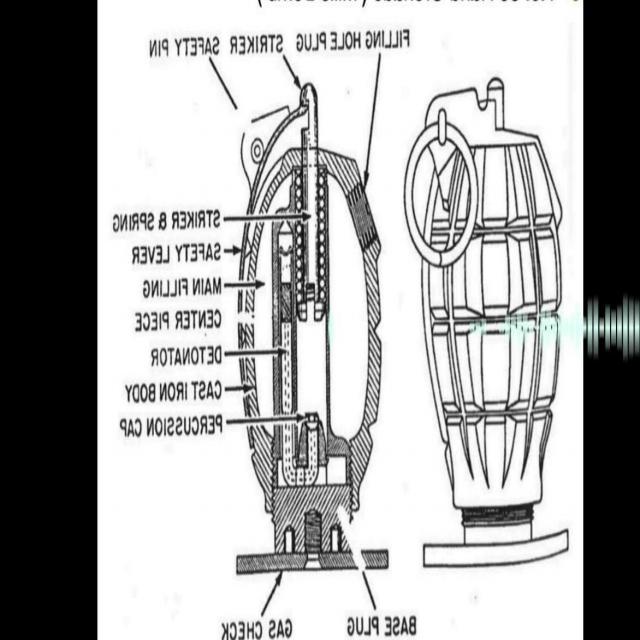 FILLING HOLE PLUG
STRIKER
SAFETY PIN
STRIKER & SPRING
SAFETY LEVER
MAIN FILLING
CENTER PIECE
DETONATOR
CAST IRON BODY
PERCUSSION CAP
BASE PLUG
GAS CHECK